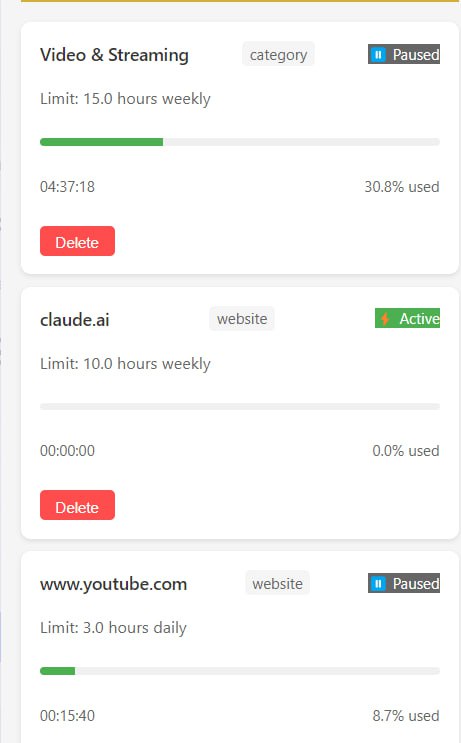 Video & Streaming category ⏸ Paused
Limit: 15.0 hours weekly
04:37:18 30.8% used
Delete
claude.ai website ⚡ Active
Limit: 10.0 hours weekly
00:00:00 0.0% used
Delete
www.youtube.com website ⏸ Paused
Limit: 3.0 hours daily
00:15:40 8.7% used